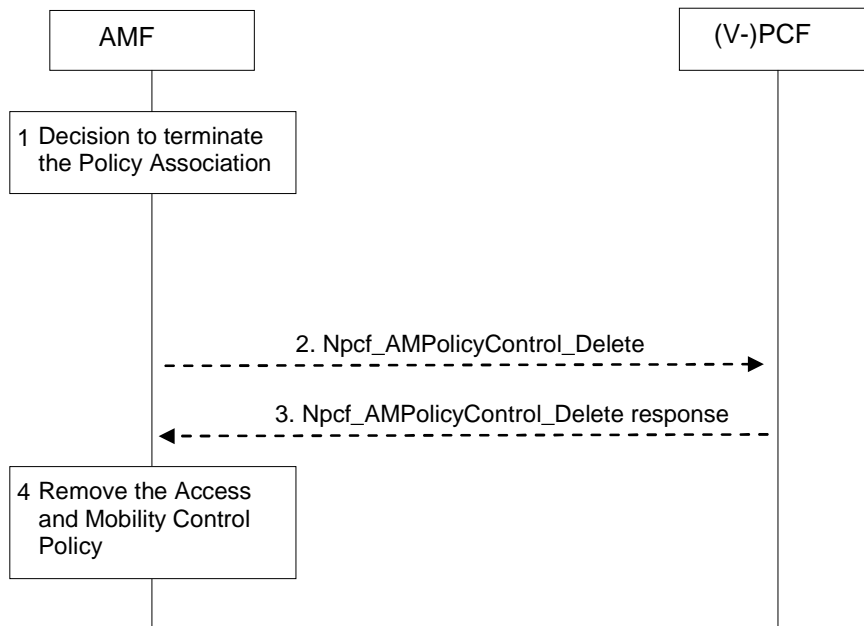 AMF
(V-)PCF
1 Decision to terminate
the Policy Association
2. Npcf_AMPolicyControl_Delete
3. Npcf_AMPolicyControl_Delete response
4 Remove the Access
and Mobility Control
Policy